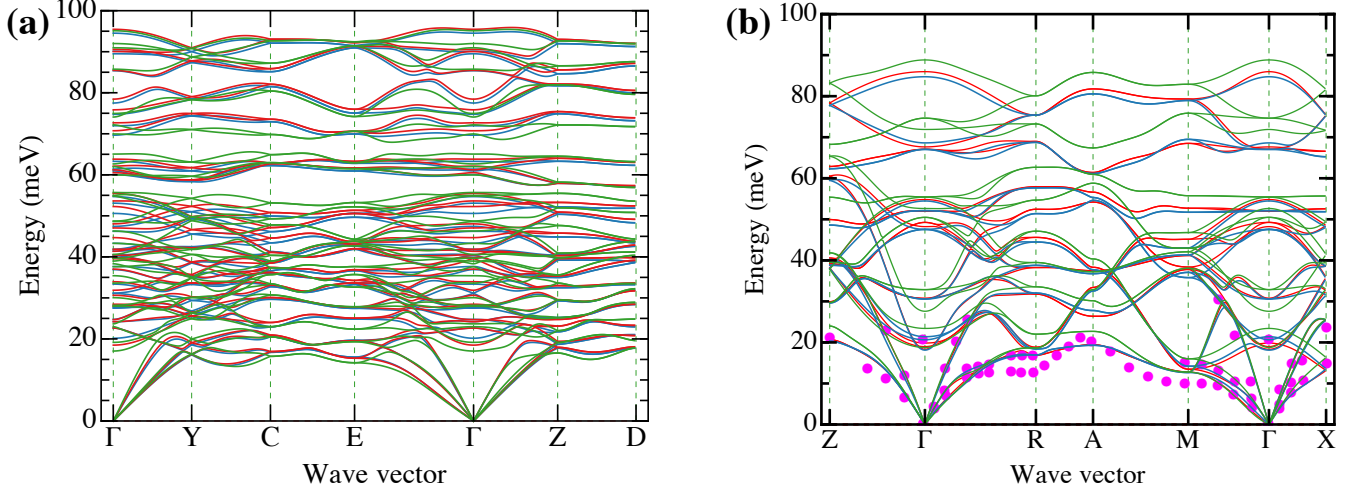 (a)
100
80
60
40
20
0
Energy (meV)
Γ Y C E Γ Z D
Wave vector
(b)
100
80
60
40
20
0
Energy (meV)
Z Γ R A M Γ X
Wave vector